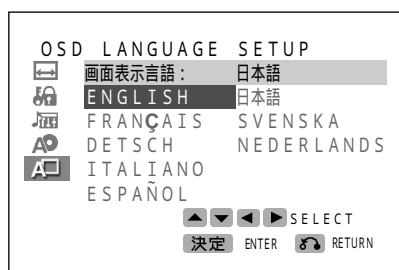 OSD LANGUAGE SETUP
画面表示言語： 日本語
ENGLISH 日本語
FRANÇAIS SVENSKA
DETSCH NEDERLANDS
ITALIANO
ESPAÑOL
SELECT
決定 ENTER RETURN